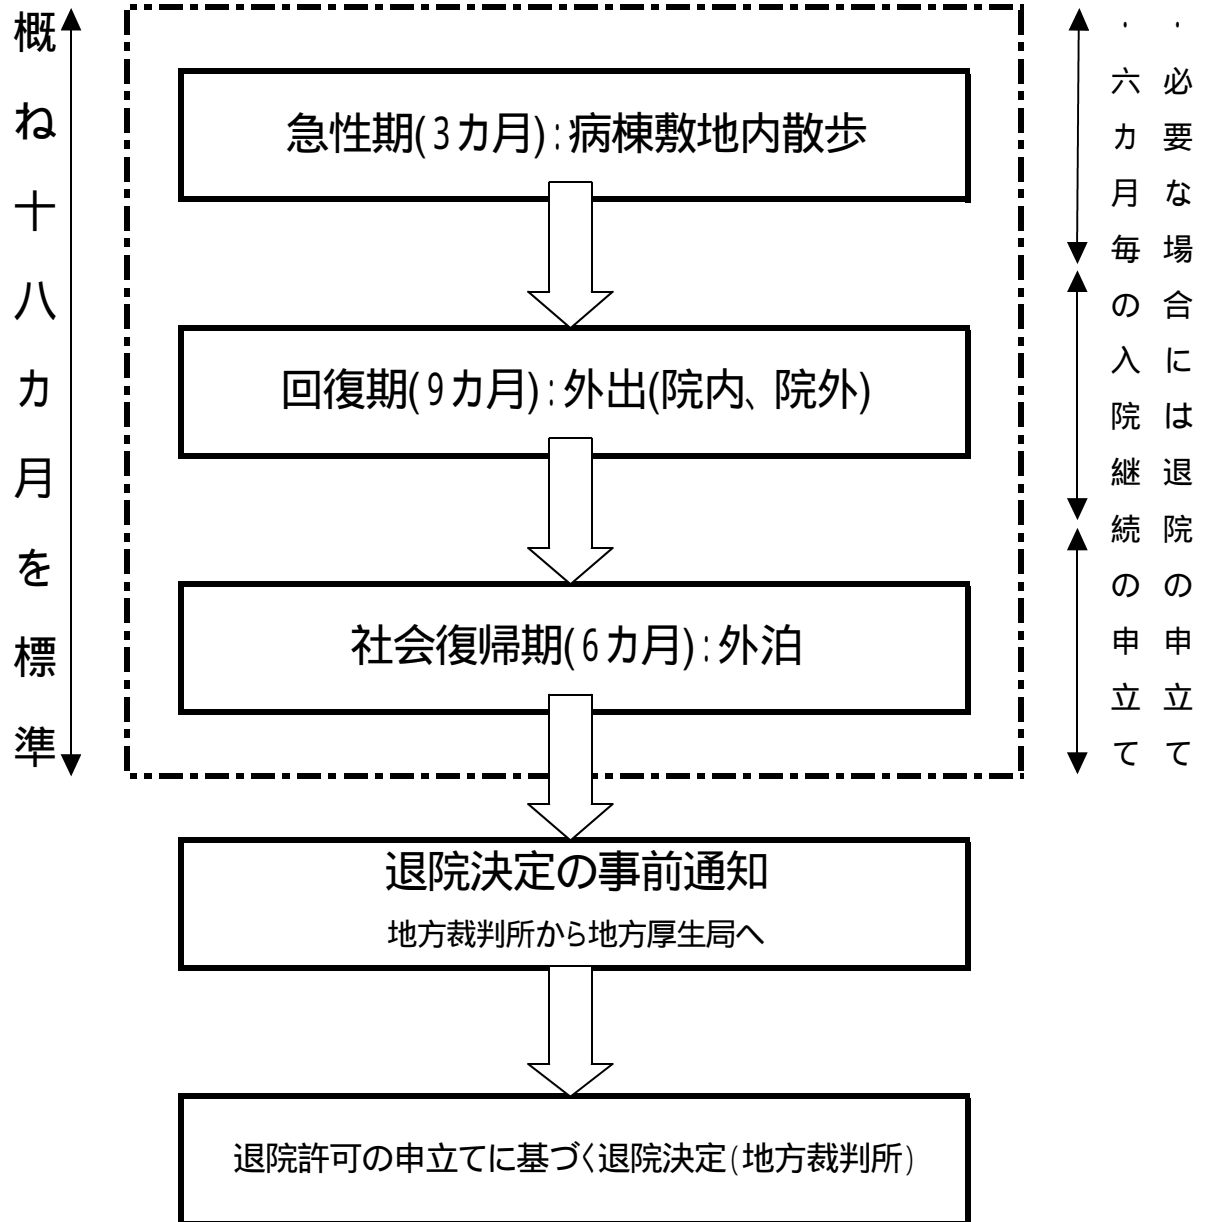 概ね十八カ月を標準
急性期(3カ月):病棟敷地内散歩
回復期(9カ月):外出(院内、院外)
社会復帰期(6カ月):外泊
・必要な場合には退院の申立て
・六カ月毎の入院継続の申立て
退院決定の事前通知
地方裁判所から地方厚生局へ
退院許可の申立てに基づく退院決定(地方裁判所)